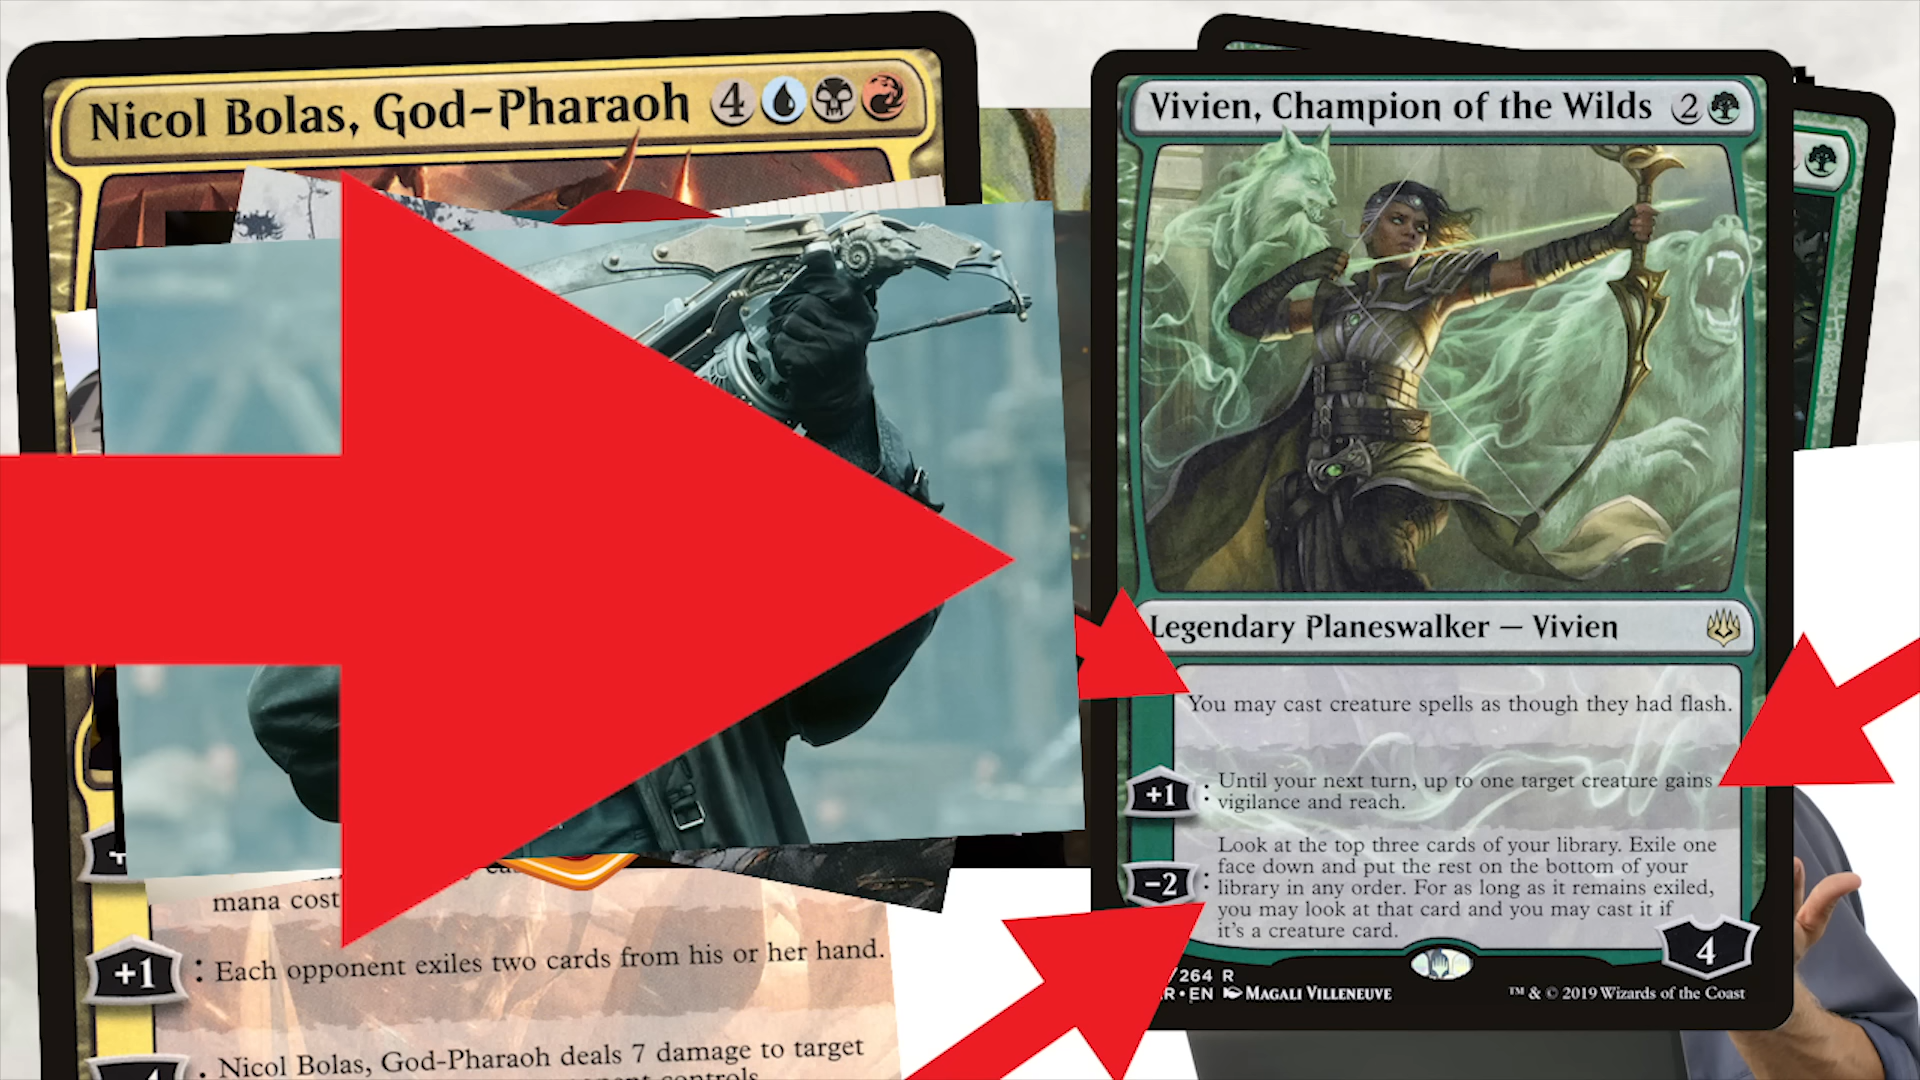 Nicol Bolas, God-Pharaoh 4
mana cost
+1 : Each opponent exiles two cards from his or her hand.
Nicol Bolas, God-Pharaoh deals 7 damage to target
controls.
Vivien, Champion of the Wilds 2
Legendary Planeswalker — Vivien
You may cast creature spells as though they had flash.
+1 : Until your next turn, up to one target creature gains
vigilance and reach.
Look at the top three cards of your library. Exile one
face down and put the rest on the bottom of your
−2 : library in any order. For as long as it remains exiled,
you may look at that card and you may cast it if
it's a creature card.
4
/264 R
R • EN Magali Villeneuve
™ & © 2019 Wizards of the Coast